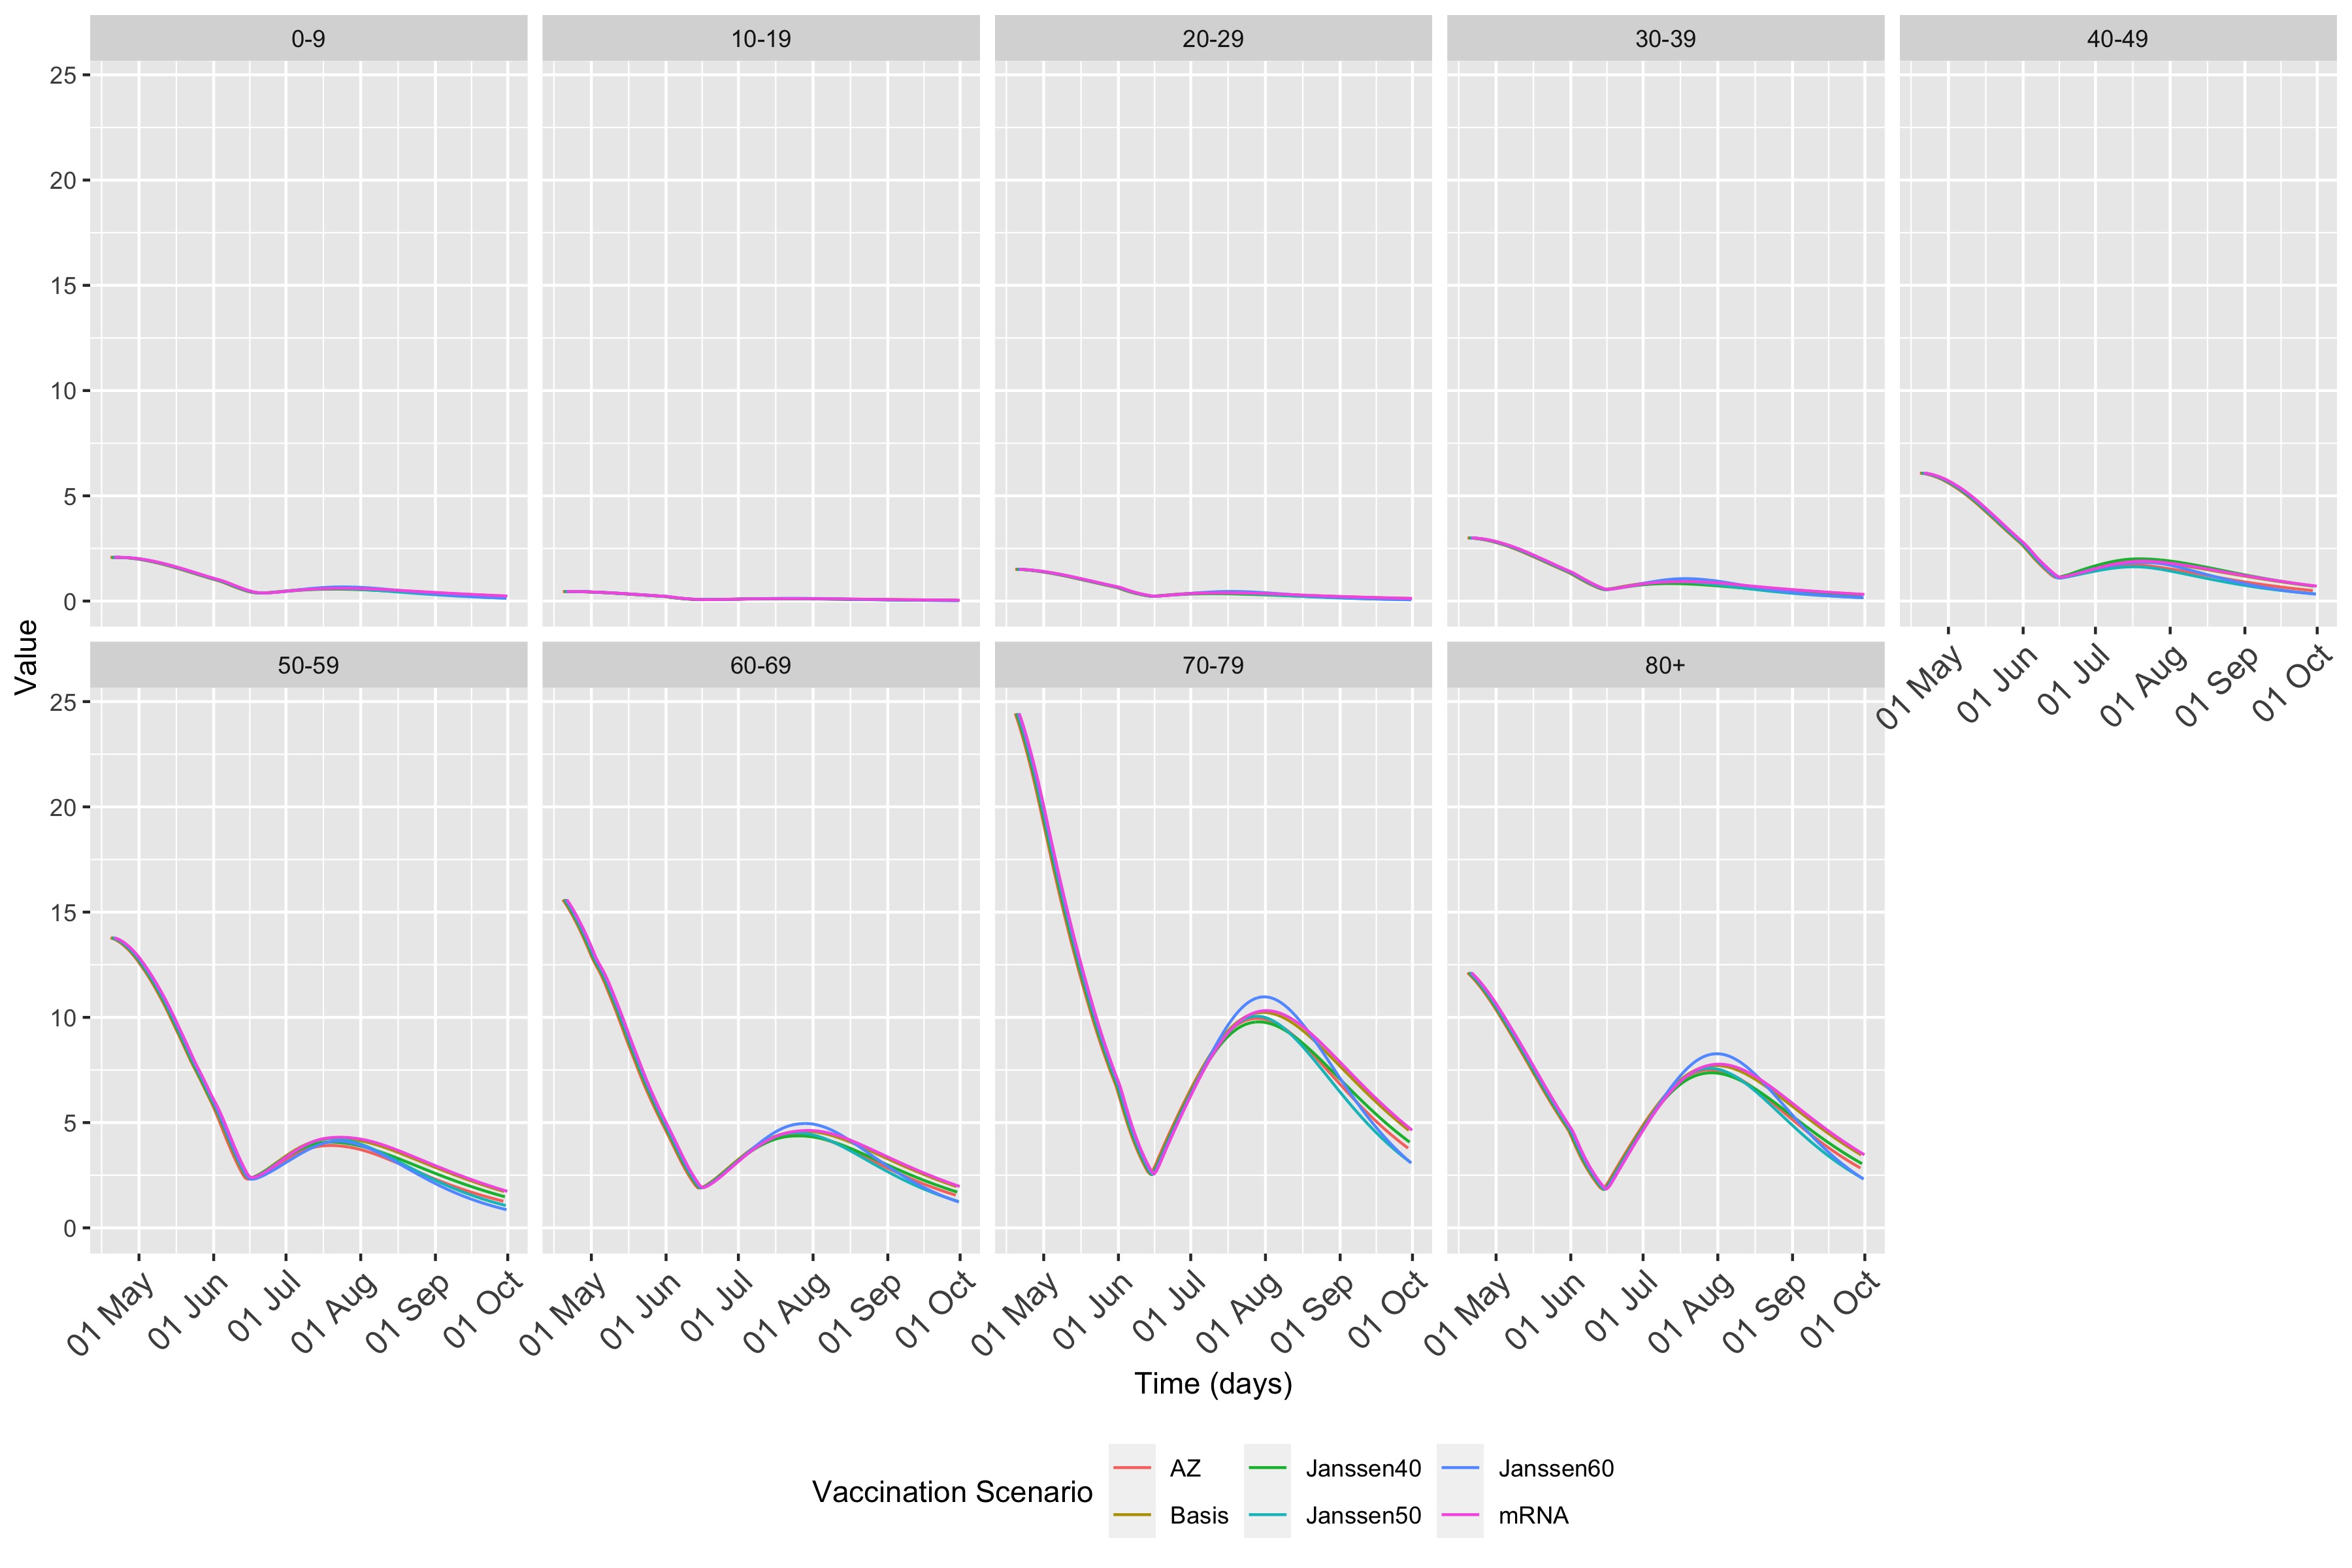 0-9 10-19 20-29 30-39 40-49
25
20
15
10
5
0
01 May 01 Jun 01 Jul 01 Aug 01 Sep 01 Oct
Value
50-59 60-69 70-79 80+
25
20
15
10
5
0
01 May 01 Jun 01 Jul 01 Aug 01 Sep 01 Oct 01 May 01 Jun 01 Jul 01 Aug 01 Sep 01 Oct 01 May 01 Jun 01 Jul 01 Aug 01 Sep 01 Oct 01 May 01 Jun 01 Jul 01 Aug 01 Sep 01 Oct
Time (days)
Vaccination Scenario
AZ Janssen40 Janssen60
Basis Janssen50 mRNA